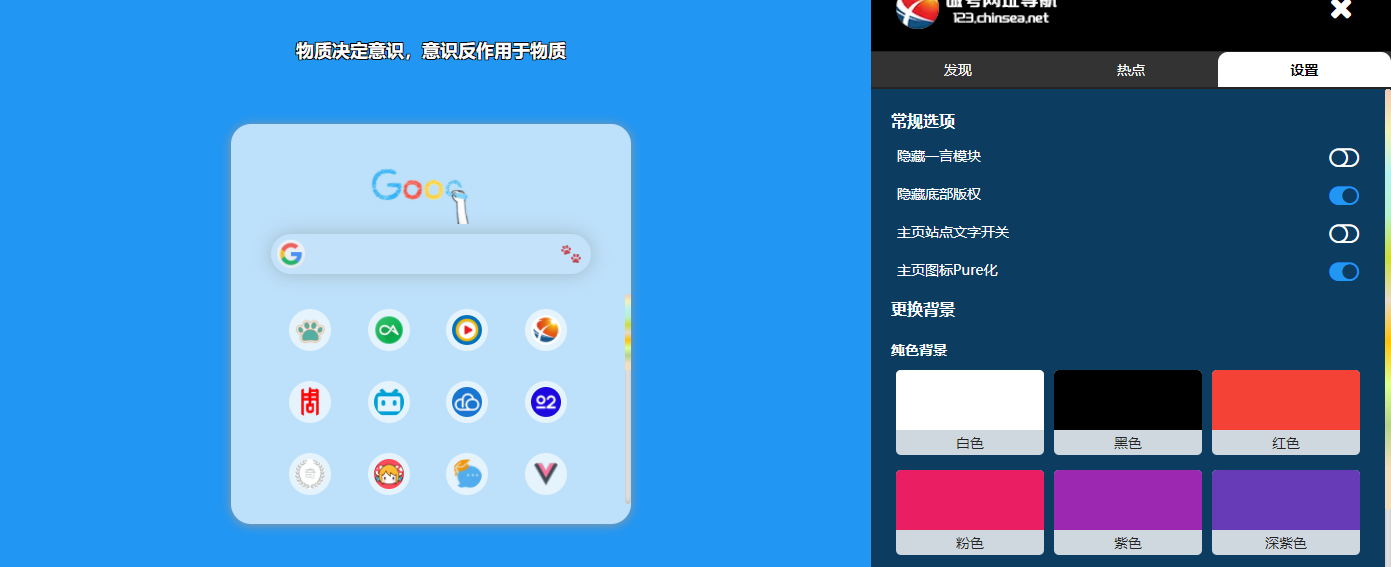 物质决定意识，意识反作用于物质
Goo
123.chinsea.net
发现
热点
设置
常规选项
隐藏一言模块
隐藏底部版权
主页站点文字开关
主页图标Pure化
更换背景
纯色背景
白色
黑色
红色
粉色
紫色
深紫色